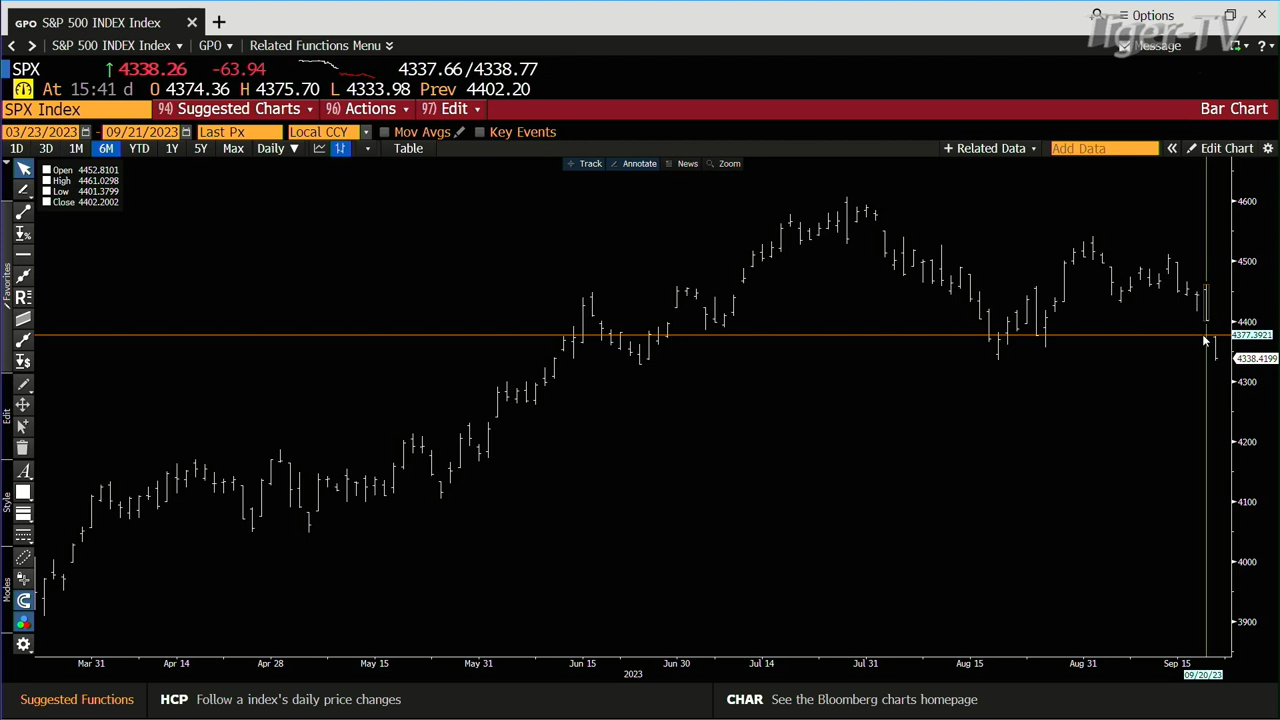 GPO S&P 500 INDEX Index × +
Options
Tiger-TV
S&P 500 INDEX Index GPO Related Functions Menu Message ?
SPX 4338.26 -63.94 4337.66/4338.77
At 15:41 d O 4374.36 H 4375.70 L 4333.98 Prev 4402.20
SPX Index 94) Suggested Charts 96) Actions 97) Edit Bar Chart
03/23/2023 - 09/21/2023 Last Px Local CCY Mov Avgs Key Events
1D 3D 1M 6M YTD 1Y 5Y Max Daily Table + Related Data Add Data Edit Chart
Track Annotate News Zoom
Open 4452.8101
High 4461.0298
Low 4401.3799
Close 4402.2002
Favorites
Edit
Style
Modes
4600
4500
4400
4377.3921
4338.4199
4300
4200
4100
4000
3900
Mar 31 Apr 14 Apr 28 May 15 May 31 Jun 15 Jun 30 Jul 14 Jul 31 Aug 15 Aug 31 Sep 15
2023
09/20/23
Suggested Functions HCP Follow a index's daily price changes CHAR See the Bloomberg charts homepage